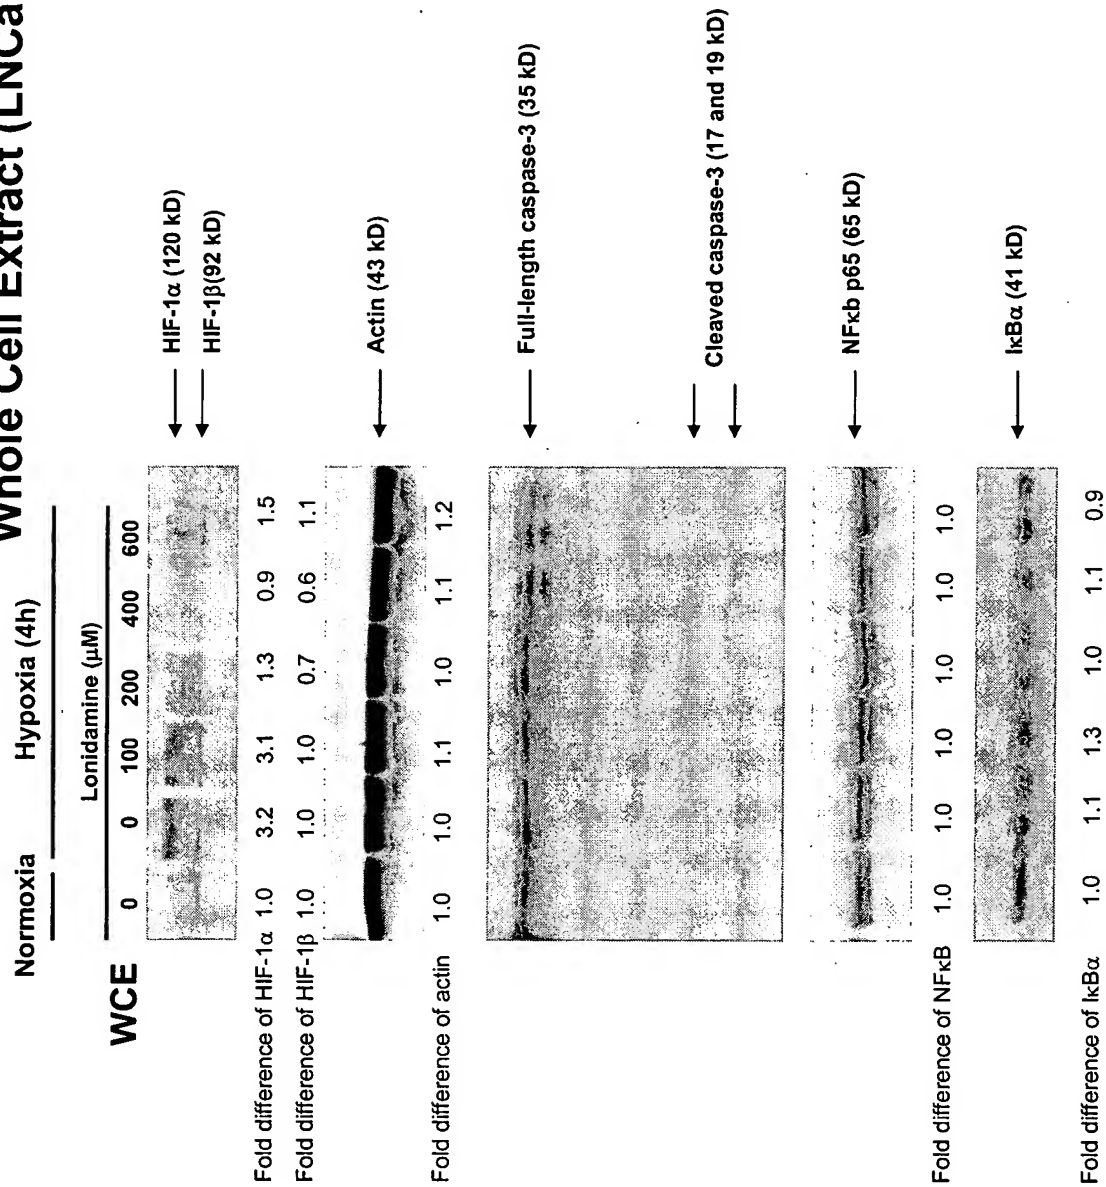 Whole Cell Extract (LNCa
Normoxia Hypoxia (4h)
Lonidamine (µM)
WCE 0 0 100 200 400 600
HIF-1α (120 kD)
HIF-1β(92 kD)
Fold difference of HIF-1α 1.0 3.2 3.1 1.3 0.9 1.5
Fold difference of HIF-1β 1.0 1.0 1.0 0.7 0.6 1.1
Actin (43 kD)
Fold difference of actin 1.0 1.0 1.1 1.0 1.1 1.2
Full-length caspase-3 (35 kD)
Cleaved caspase-3 (17 and 19 kD)
NFκb p65 (65 kD)
Fold difference of NFκB 1.0 1.0 1.0 1.0 1.0 1.0
IκBα (41 kD)
Fold difference of IκBα 1.0 1.1 1.3 1.0 1.1 0.9